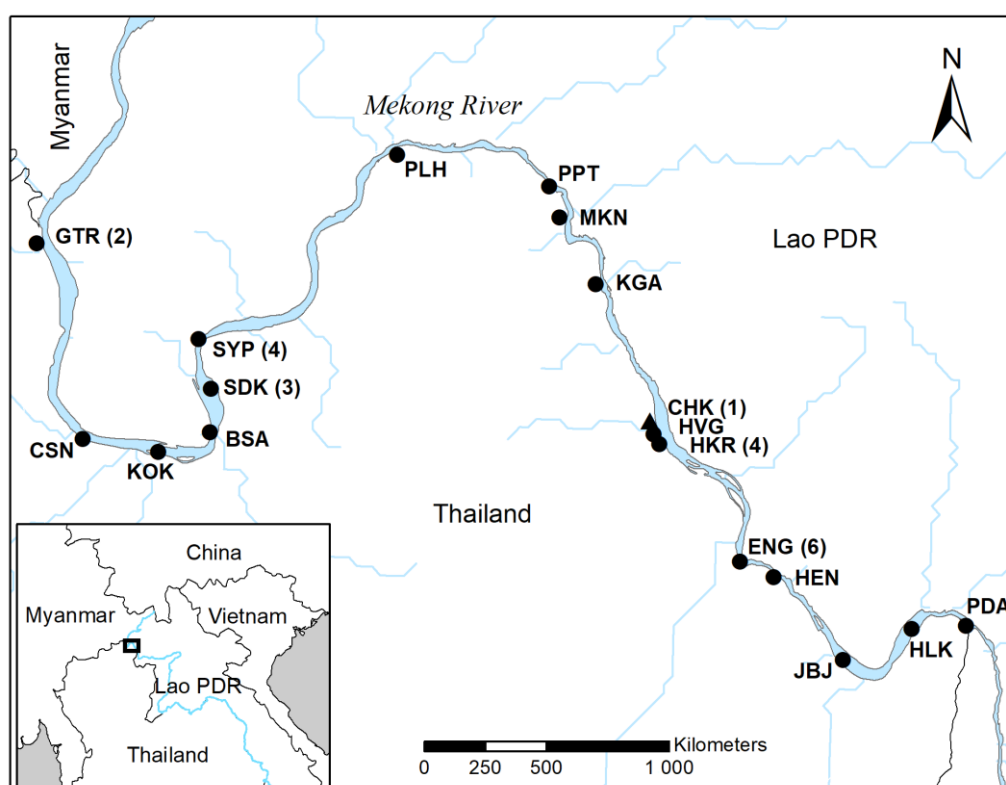 Myanmar
Mekong River
N
PLH
PPT
MKN
GTR (2)
Lao PDR
KGA
SYP (4)
SDK (3)
CHK (1)
HVG
HKR (4)
BSA
CSN
KOK
Thailand
ENG (6)
HEN
PDA
HLK
JBJ
China
Myanmar
Vietnam
Lao PDR
Thailand
Kilometers
0 250 500 1 000